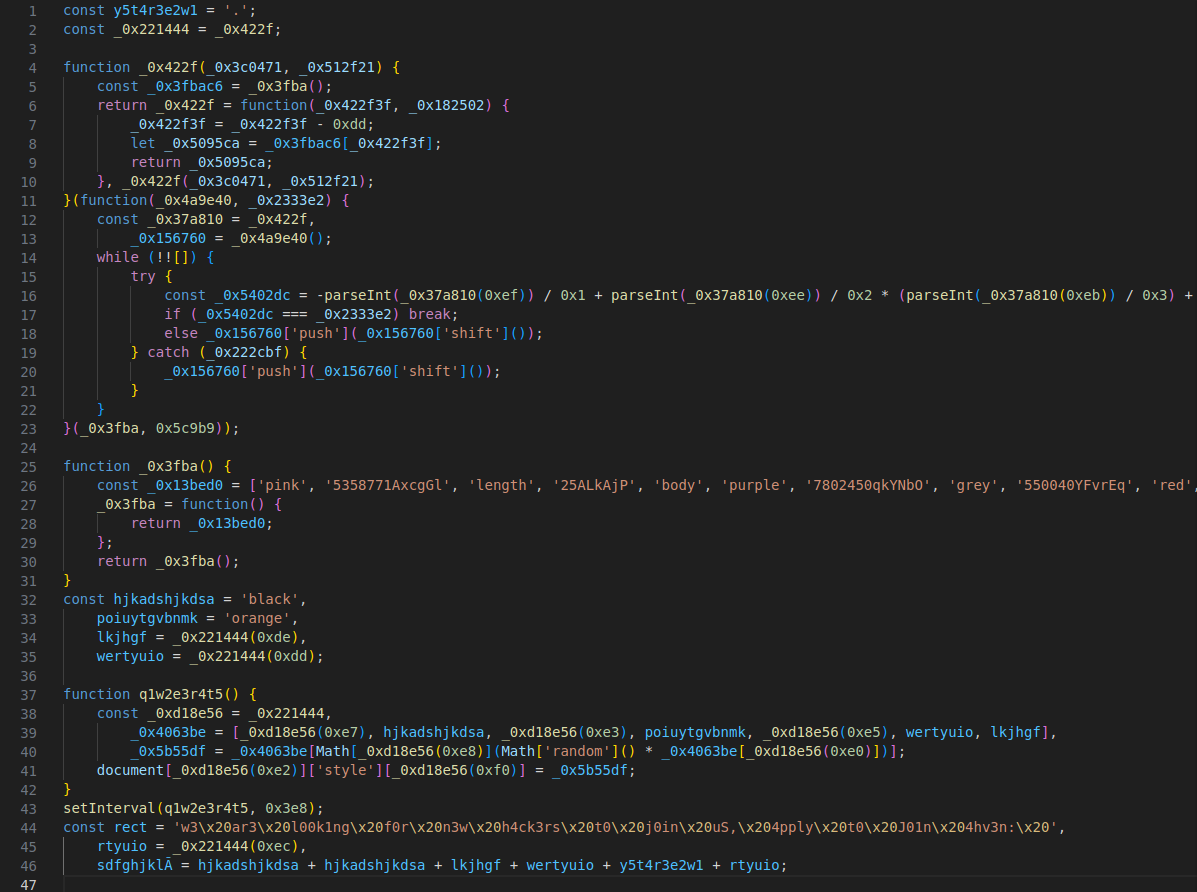 1 const y5t4r3e2w1 = '.';
2 const _0x221444 = _0x422f;
3
4 function _0x422f(_0x3c0471, _0x512f21) {
5 const _0x3fbac6 = _0x3fba();
6 return _0x422f = function(_0x422f3f, _0x182502) {
7 _0x422f3f = _0x422f3f - 0xdd;
8 let _0x5095ca = _0x3fbac6[_0x422f3f];
9 return _0x5095ca;
10 }, _0x422f(_0x3c0471, _0x512f21);
11 }(function(_0x4a9e40, _0x2333e2) {
12 const _0x37a810 = _0x422f,
13 _0x156760 = _0x4a9e40();
14 while (!![]) {
15 try {
16 const _0x5402dc = -parseInt(_0x37a810(0xef)) / 0x1 + parseInt(_0x37a810(0xee)) / 0x2 * (parseInt(_0x37a810(0xeb)) / 0x3) +
17 if (_0x5402dc === _0x2333e2) break;
18 else _0x156760['push'](_0x156760['shift']());
19 } catch (_0x222cbf) {
20 _0x156760['push'](_0x156760['shift']());
21 }
22 }
23 }(_0x3fba, 0x5c9b9));
24
25 function _0x3fba() {
26 const _0x13bed0 = ['pink', '5358771AxcgGl', 'length', '25ALkAjP', 'body', 'purple', '7802450qkYNbO', 'grey', '550040YFvrEq', 'red',
27 _0x3fba = function() {
28 return _0x13bed0;
29 };
30 return _0x3fba();
31 }
32 const hjkadshjkdsa = 'black',
33 poiuytgvbnmk = 'orange',
34 lkjhgf = _0x221444(0xde),
35 wertyuio = _0x221444(0xdd);
36
37 function q1w2e3r4t5() {
38 const _0xd18e56 = _0x221444,
39 _0x4063be = [_0xd18e56(0xe7), hjkadshjkdsa, _0xd18e56(0xe3), poiuytgvbnmk, _0xd18e56(0xe5), wertyuio, lkjhgf],
40 _0x5b55df = _0x4063be[Math[_0xd18e56(0xe8)](Math['random']() * _0x4063be[_0xd18e56(0xe0)])];
41 document[_0xd18e56(0xe2)]['style'][_0xd18e56(0xf0)] = _0x5b55df;
42 }
43 setInterval(q1w2e3r4t5, 0x3e8);
44 const rect = 'w3\x20ar3\x20l00k1ng\x20f0r\x20n3w\x20h4ck3rs\x20t0\x20j0in\x20uS,\x204pply\x20t0\x20J01n\x204hv3n:\x20',
45 rtyuio = _0x221444(0xec),
46 sdfghjklÂ = hjkadshjkdsa + hjkadshjkdsa + lkjhgf + wertyuio + y5t4r3e2w1 + rtyuio;
47